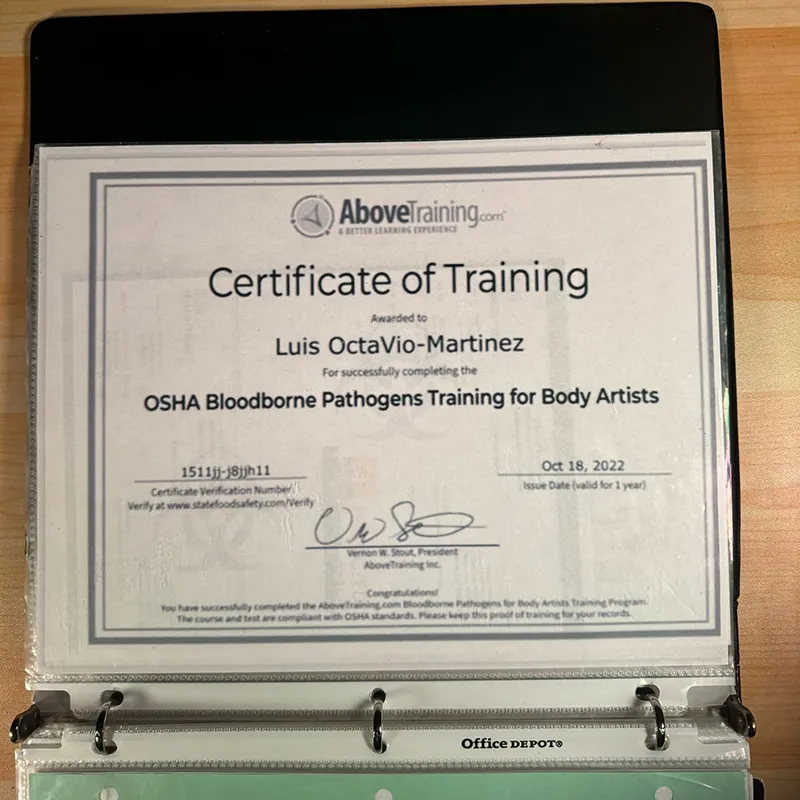 AboveTraining.com
A BETTER LEARNING EXPERIENCE
Certificate of Training
Awarded to
Luis OctaVio-Martinez
For successfully completing the
OSHA Bloodborne Pathogens Training for Body Artists
1511jj-j8jjh11
Certificate Verification Number
Verify at www.statefoodsafety.com/Verify
Oct 18, 2022
Issue Date (valid for 1 year)
Vernon W. Stout, President
AboveTraining Inc.
Congratulations!
You have successfully completed the AboveTraining.com Bloodborne Pathogens for Body Artists Training Program.
The course and test are compliant with OSHA standards. Please keep this proof of training for your records.
Office DEPOT®